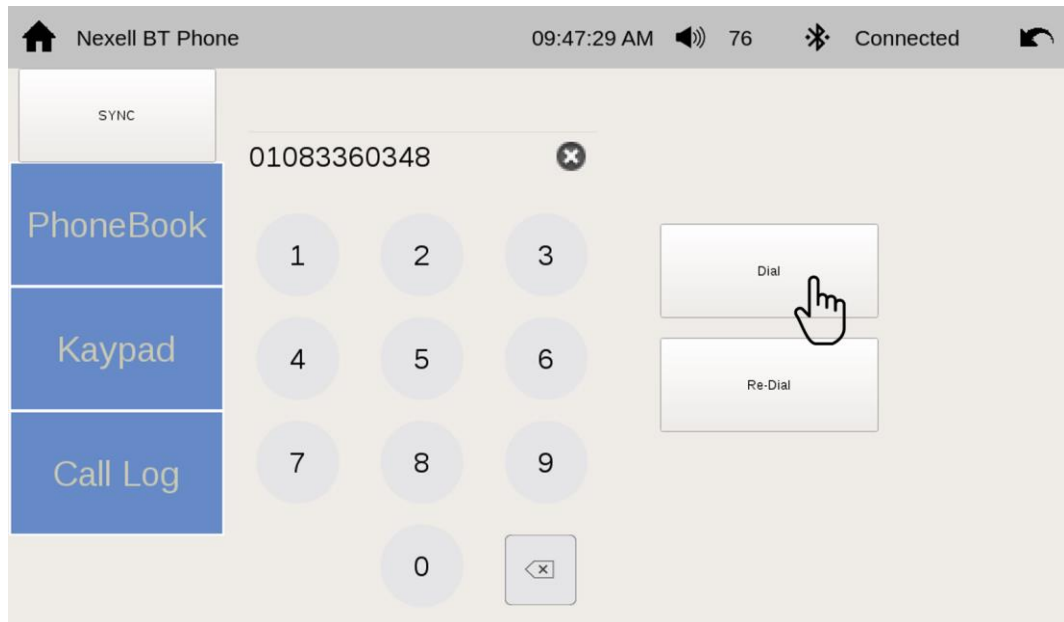 Nexell BT Phone 09:47:29 AM 76 Connected
SYNC
01083360348
PhoneBook
Kaypad
Call Log
1 2 3
4 5 6
7 8 9
0
Dial
Re-Dial